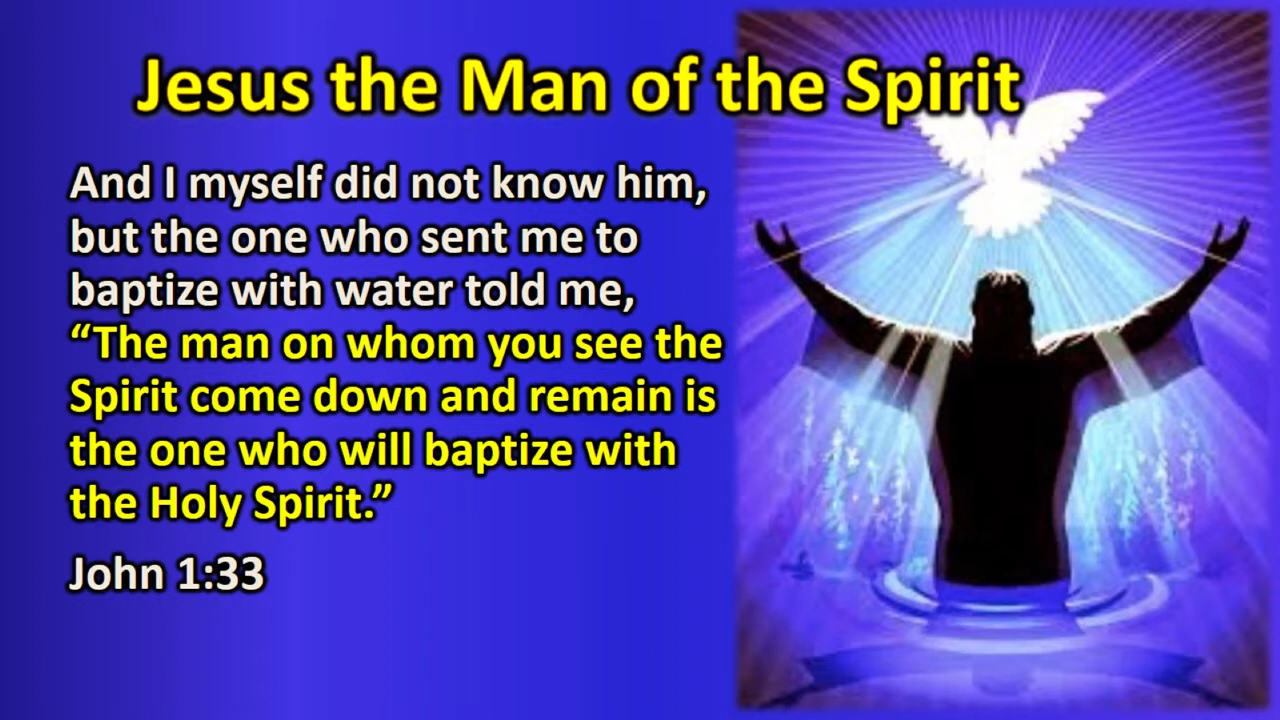 Jesus the Man of the Spirit
And I myself did not know him,
but the one who sent me to
baptize with water told me,
“The man on whom you see the
Spirit come down and remain is
the one who will baptize with
the Holy Spirit.”
John 1:33